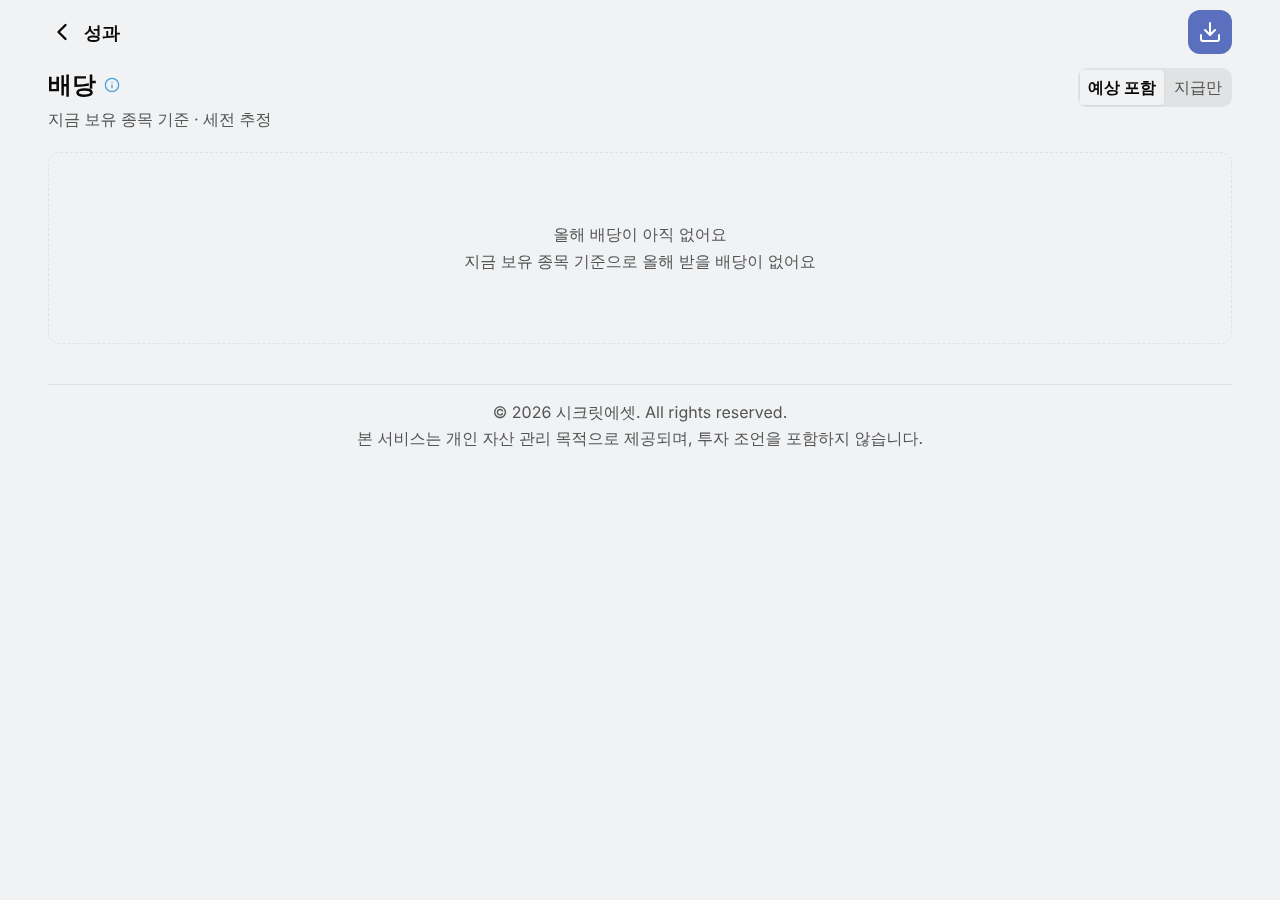 성과
배당
예상 포함 지급만
지금 보유 종목 기준 · 세전 추정
올해 배당이 아직 없어요
지금 보유 종목 기준으로 올해 받을 배당이 없어요
© 2026 시크릿에셋. All rights reserved.
본 서비스는 개인 자산 관리 목적으로 제공되며, 투자 조언을 포함하지 않습니다.